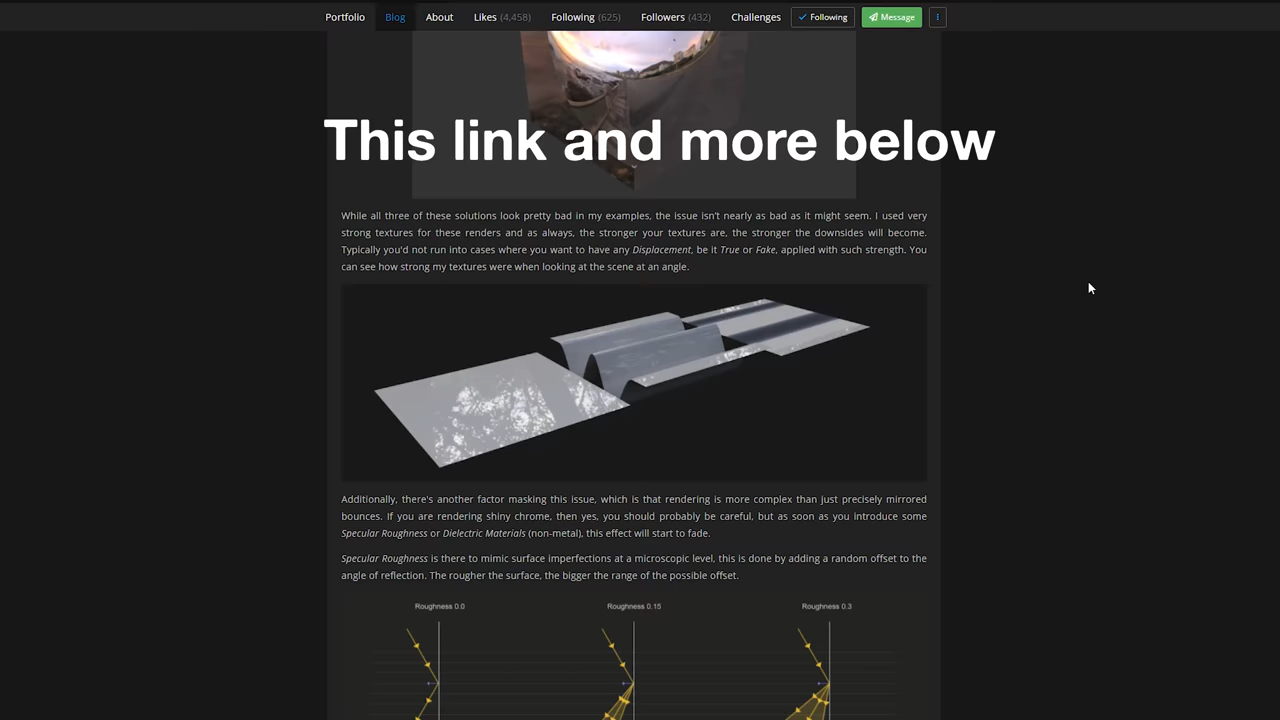 Portfolio Blog About Likes (4,458) Following (625) Followers (432) Challenges Following Message
This link and more below
While all three of these solutions look pretty bad in my examples, the issue isn't nearly as bad as it might seem. I used very
strong textures for these renders and as always, the stronger your textures are, the stronger the downsides will become.
Typically you'd not run into cases where you want to have any Displacement, be it True or Fake, applied with such strength. You
can see how strong my textures were when looking at the scene at an angle.
Additionally, there's another factor masking this issue, which is that rendering is more complex than just precisely mirrored
bounces. If you are rendering shiny chrome, then yes, you should probably be careful, but as soon as you introduce some
Specular Roughness or Dielectric Materials (non-metal), this effect will start to fade.
Specular Roughness is there to mimic surface imperfections at a microscopic level, this is done by adding a random offset to the
angle of reflection. The rougher the surface, the bigger the range of the possible offset.
Roughness 0.0 Roughness 0.15 Roughness 0.3